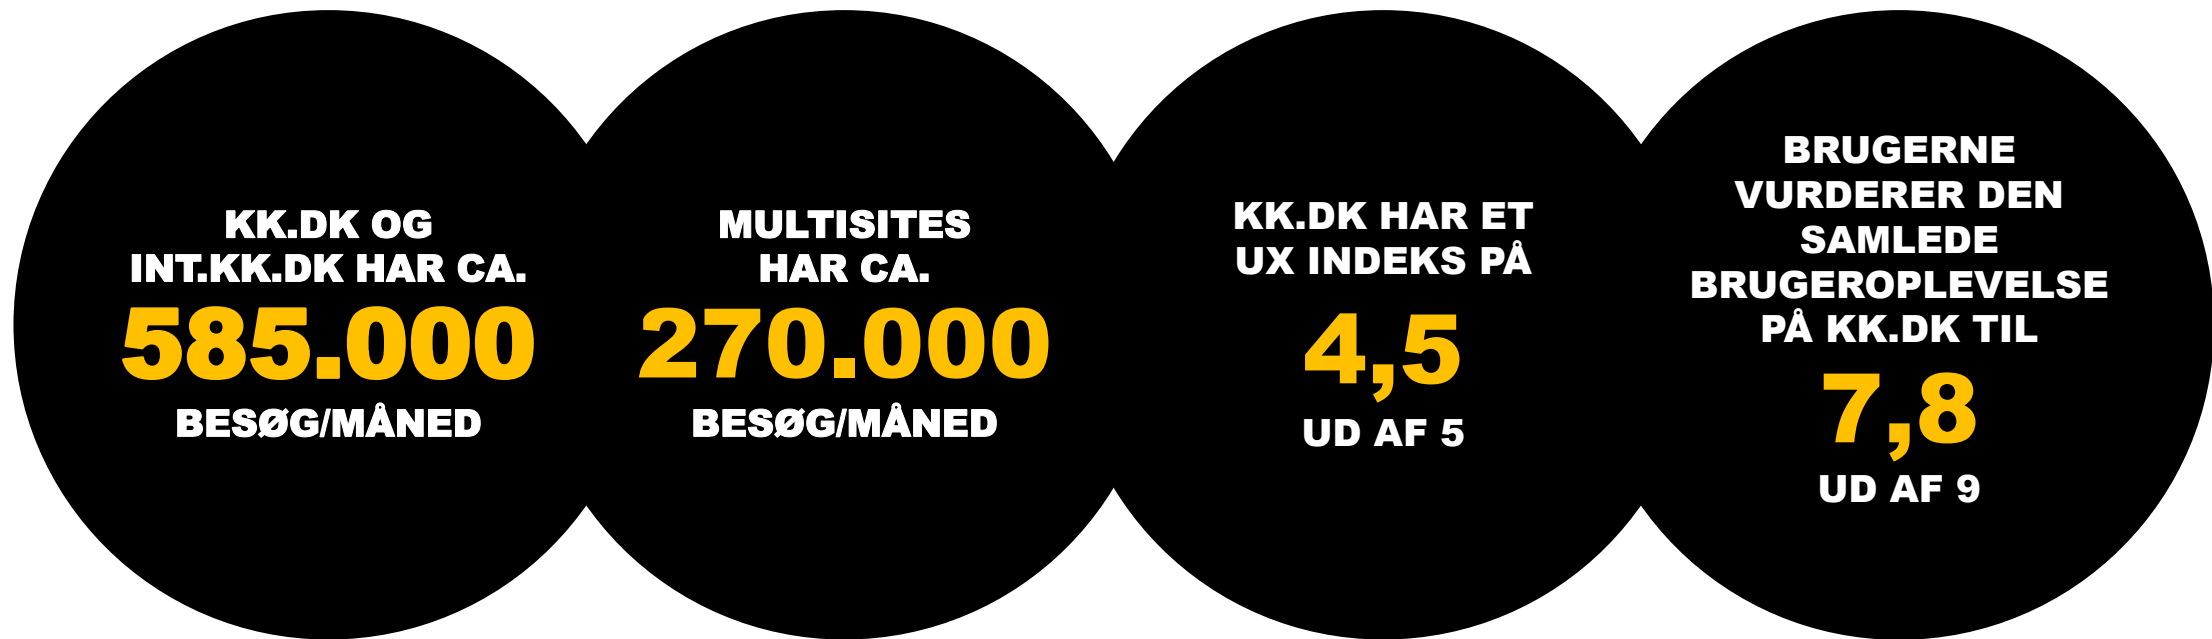 KK.DK OG
INT.KK.DK HAR CA.
585.000
BESØG/MÅNED
MULTISITES
HAR CA.
270.000
BESØG/MÅNED
KK.DK HAR ET
UX INDEKS PÅ
4,5
UD AF 5
BRUGERNE
VURDERER DEN
SAMLEDE
BRUGEROPLEVELSE
PÅ KK.DK TIL
7,8
UD AF 9